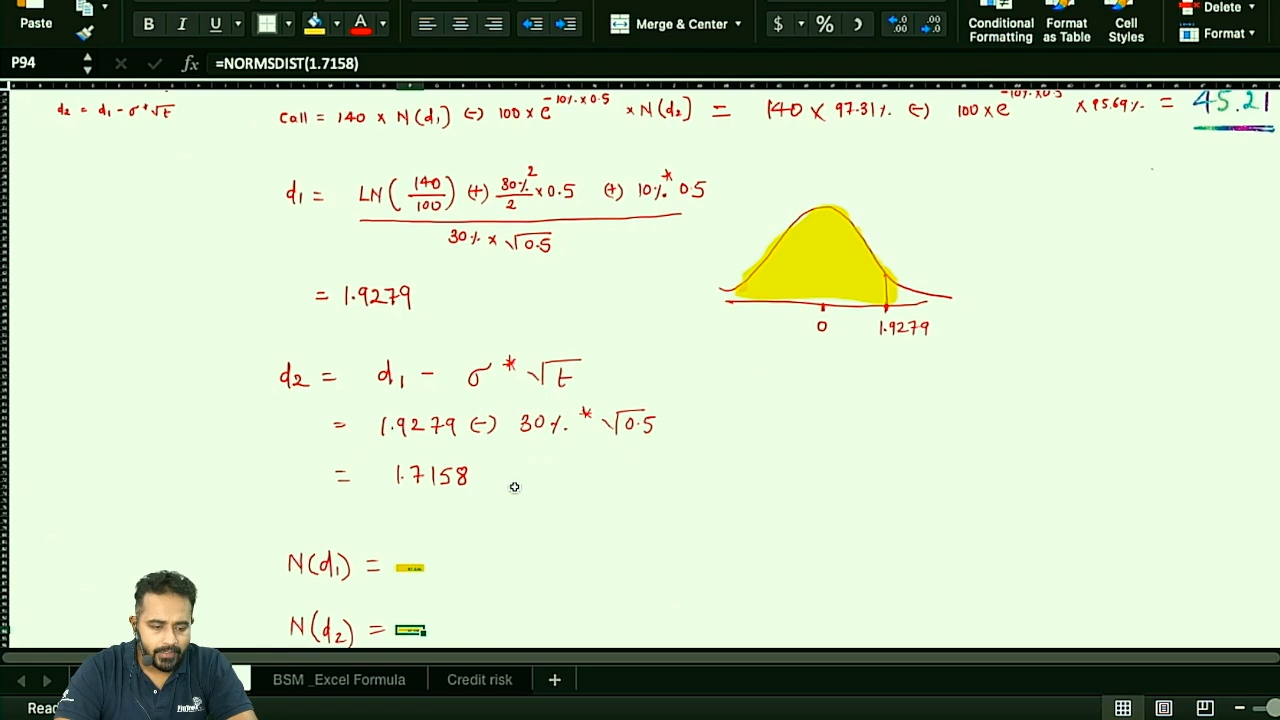 Paste
B I U A
Merge & Center
$ % )
Conditional Formatting
Format as Table
Cell Styles
Delete
Format
P94
fx =NORMSDIST(1.7158)
d2 = d1 - σ * √t
Call = 140 × N(d1) (-) 100 × e^-10% × 0.5 × N(d2] = 140 × 97.31% (-) 100 × e^-10% × 0.5 × 95.69% = 45.21
d1 = LN(140/100) (+) 30%²/2 × 0.5 (+) 10% * 0.5
30% × √0.5
= 1.9279
0 1.9279
d2 = d1 - σ * √t
= 1.9279 (-) 30% * √0.5
= 1.7158
N(d1) =
N(d2) =
BSM _Excel Formula
Credit risk
+
Read